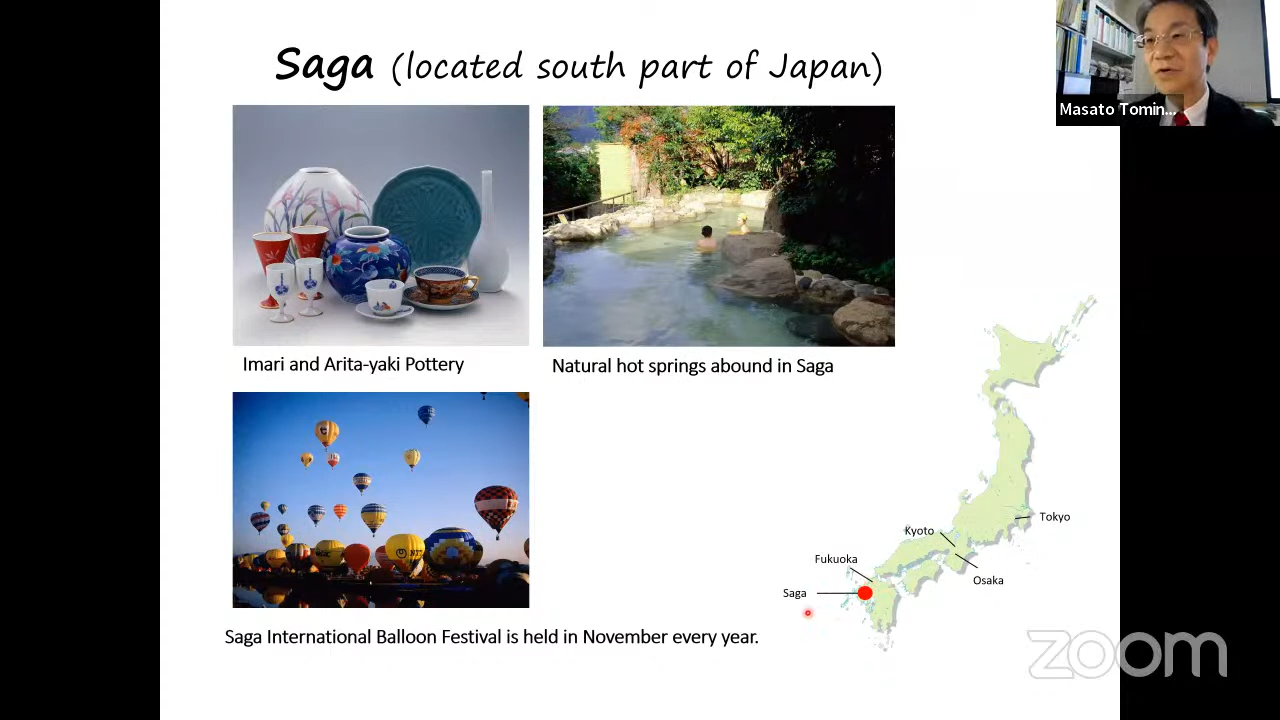 Saga (located south part of Japan)
Masato Tomin...
Imari and Arita-yaki Pottery
Natural hot springs abound in Saga
Tokyo
Kyoto
Fukuoka
Osaka
Saga
Saga International Balloon Festival is held in November every year.
zoom